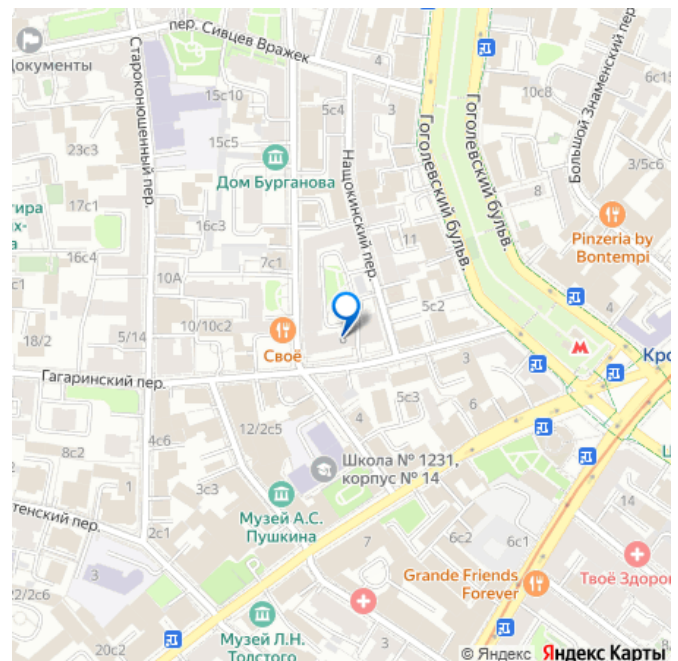 пер. Сивцев Вражек
Документы
Староконюшенный пер.
15с10
5с4
3
Гоголевский бульв.
Гоголевский бульв.
10с8
Большой Знаменский пер.
6с15
23с3
15с5
4
Нащокинский пер.
3/5с6
Дом Бурганова
8
17с1
16с3
Pinzeria by
Bontempi
16с4
7с1
11
10А
5с2
18/2
5/14
10/10с2
Своё
Гагаринский пер.
3
6
5с3
4
12/2с5
4с6
8с2
Школа № 1231,
корпус № 14
3с3
Музей А.С.
Пушкина
14
2с1
7
6с2
6с1
3
Grande Friends
Forever
Музей Л.Н.
Толстого
20с2
3
4
© Яндекс Яндекс Карты